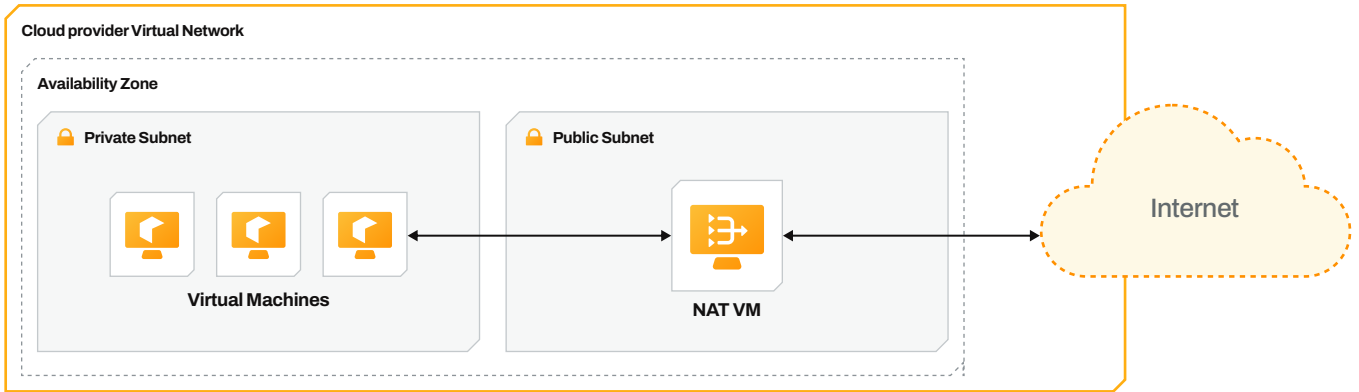 Cloud provider Virtual Network
Availability Zone
Private Subnet
Public Subnet
Virtual Machines
NAT VM
Internet